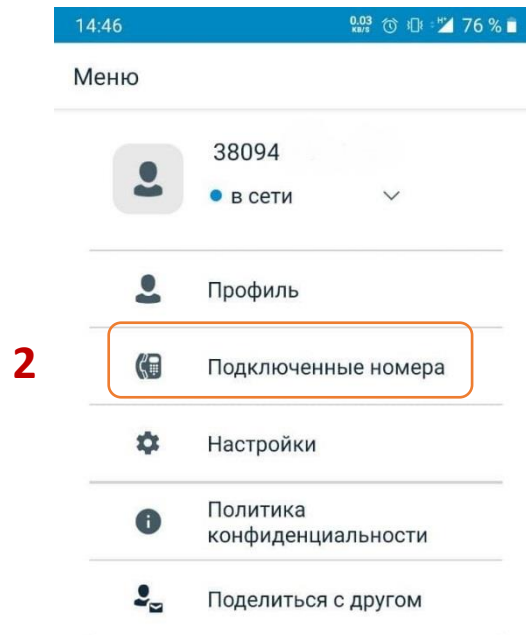 14:46 0.03 KB/S 76 %
Меню
38094
в сети
Профиль
2
Подключенные номера
Настройки
Политика
конфиденциальности
Поделиться с другом